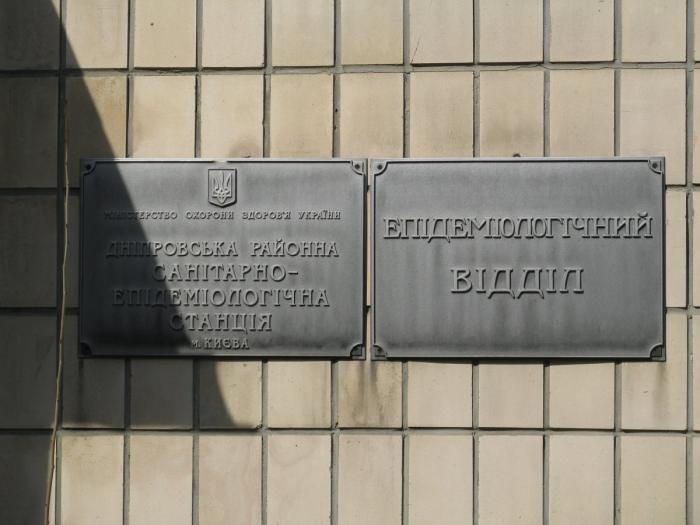 МІНІСТЕРСТВО ОХОРОНИ ЗДОРОВ'Я УКРАЇНИ
ДНІПРОВСЬКА РАЙОННА
САНІТАРНО-
ЕПІДЕМІОЛОГІЧНА
СТАНЦІЯ
м. КИЄВА
ЕПІДЕМІОЛОГІЧНИЙ
ВІДДІЛ